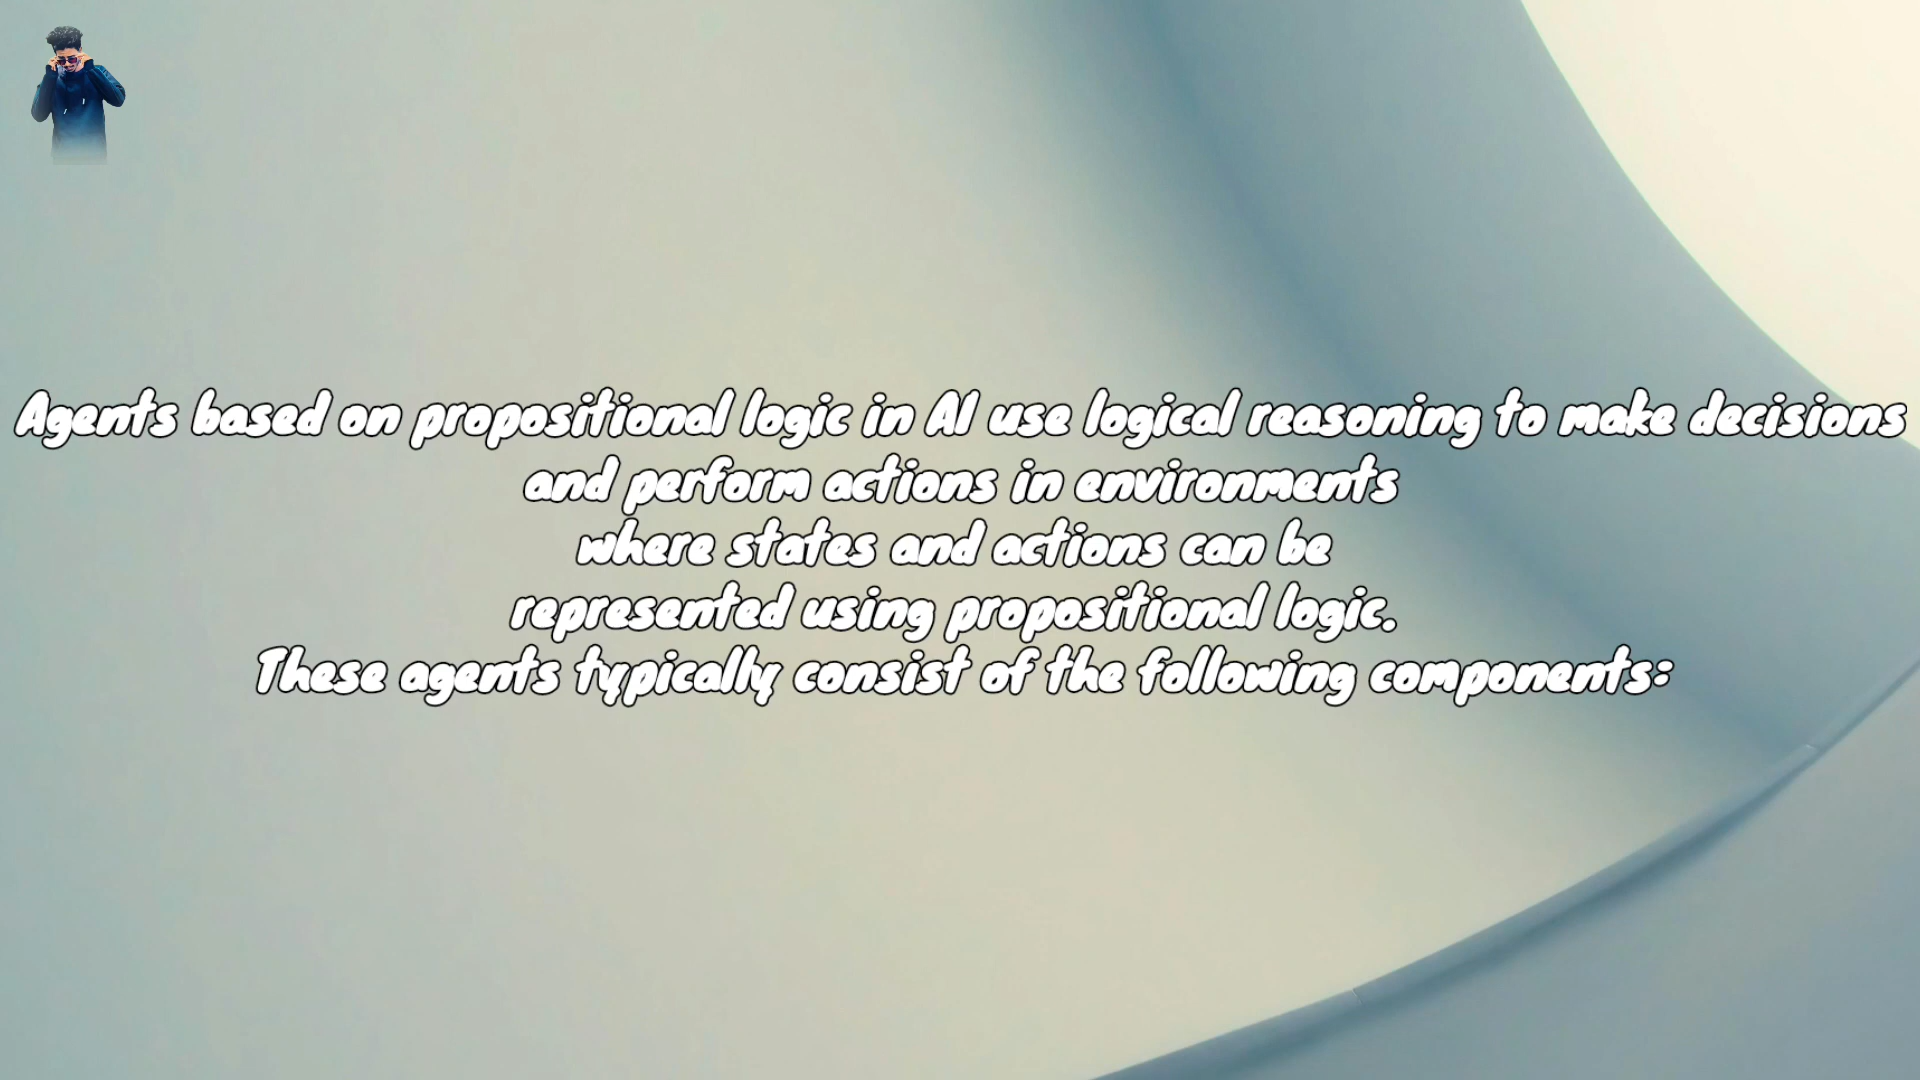 Agents based on propositional logic in AI use logical reasoning to make decisions
and perform actions in environments
where states and actions can be
represented using propositional logic.
These agents typically consist of the following components: